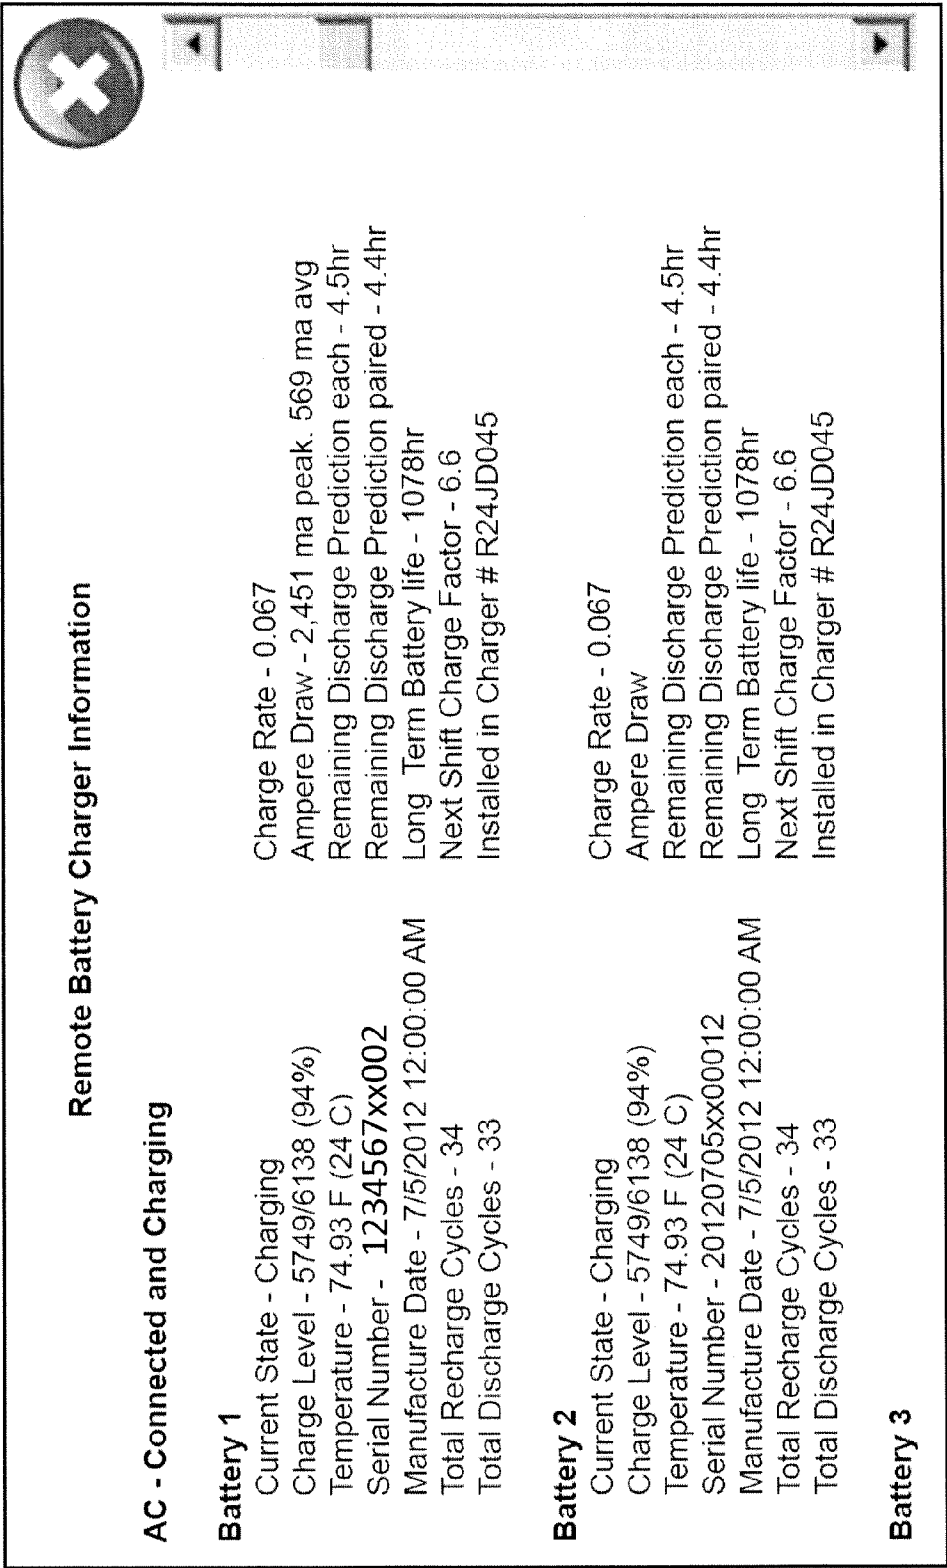 Remote Battery Charger Information
AC - Connected and Charging
Battery 1
Current State - Charging
Charge Level - 5749/6138 (94%)
Temperature - 74.93 F (24 C)
Serial Number - 1234567xx002
Manufacture Date - 7/5/2012 12:00:00 AM
Total Recharge Cycles - 34
Total Discharge Cycles - 33
Charge Rate - 0.067
Ampere Draw - 2,451 ma peak. 569 ma avg
Remaining Discharge Prediction each - 4.5hr
Remaining Discharge Prediction paired - 4.4hr
Long Term Battery life - 1078hr
Next Shift Charge Factor - 6.6
Installed in Charger # R24JD045
Battery 2
Current State - Charging
Charge Level - 5749/6138 (94%)
Temperature - 74.93 F (24 C)
Serial Number - 20120705xx00012
Manufacture Date - 7/5/2012 12:00:00 AM
Total Recharge Cycles - 34
Total Discharge Cycles - 33
Charge Rate - 0.067
Ampere Draw
Remaining Discharge Prediction each - 4.5hr
Remaining Discharge Prediction paired - 4.4hr
Long Term Battery life - 1078hr
Next Shift Charge Factor - 6.6
Installed in Charger # R24JD045
Battery 3